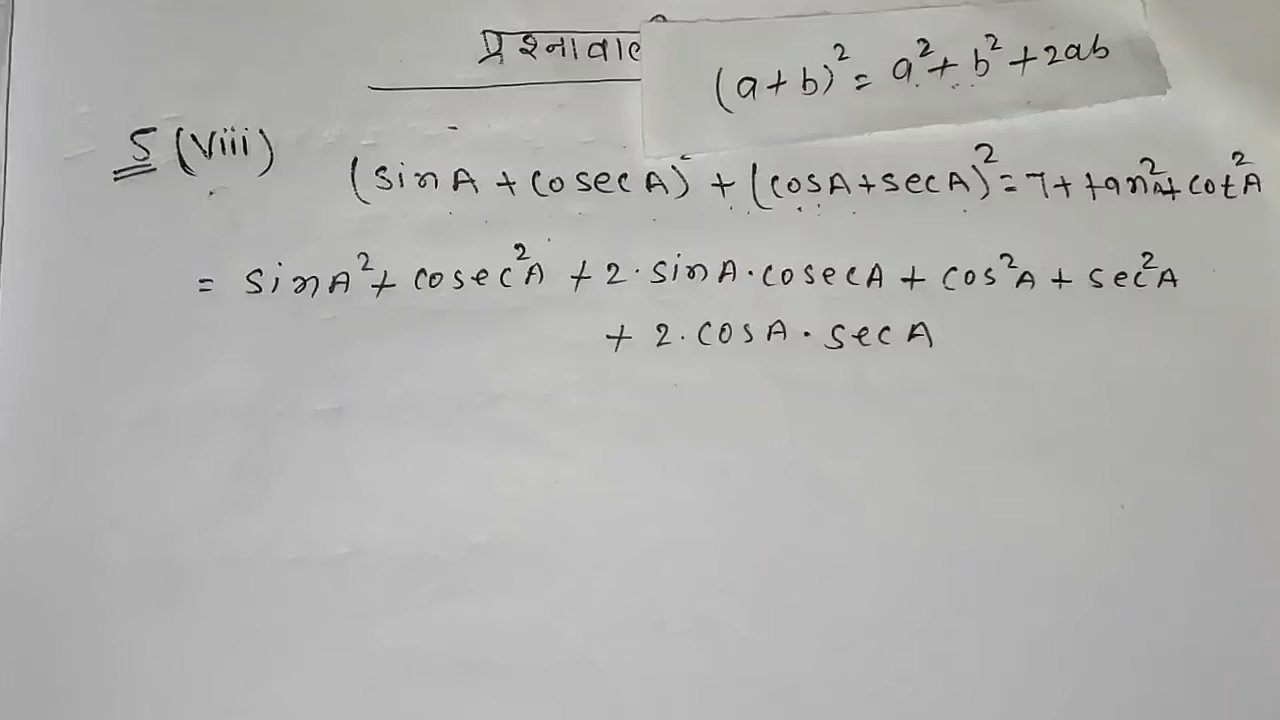 प्रश्नावल
(a+b)² = a²+b²+2ab
5 (viii) (sinA + cosecA)² + (cosA+secA)² = 7+tan²A+cot²A
= sinA²+ cosec²A + 2·sinA·cosecA + cos²A + sec²A
+ 2·cosA·secA